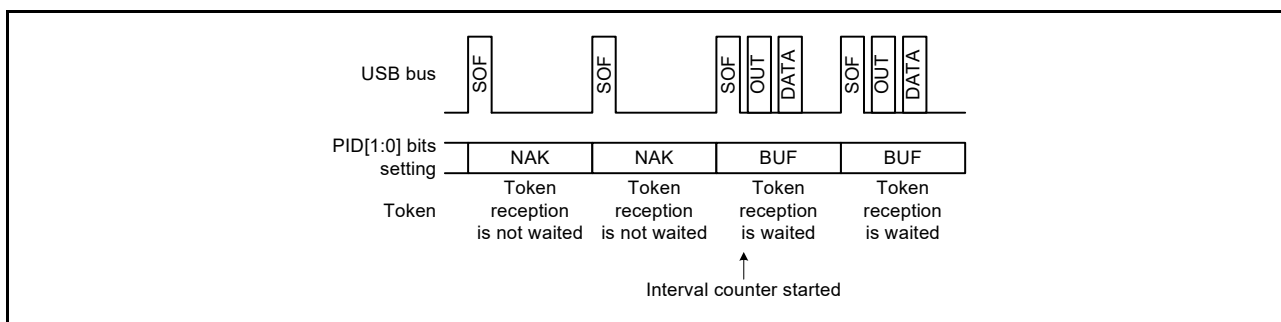 USB bus
SOF
SOF
SOF
OUT
DATA
SOF
OUT
DATA
PID[1:0] bits
setting
NAK
NAK
BUF
BUF
Token
Token
reception
is not waited
Token
reception
is not waited
Token
reception
is waited
Token
reception
is waited
Interval counter started